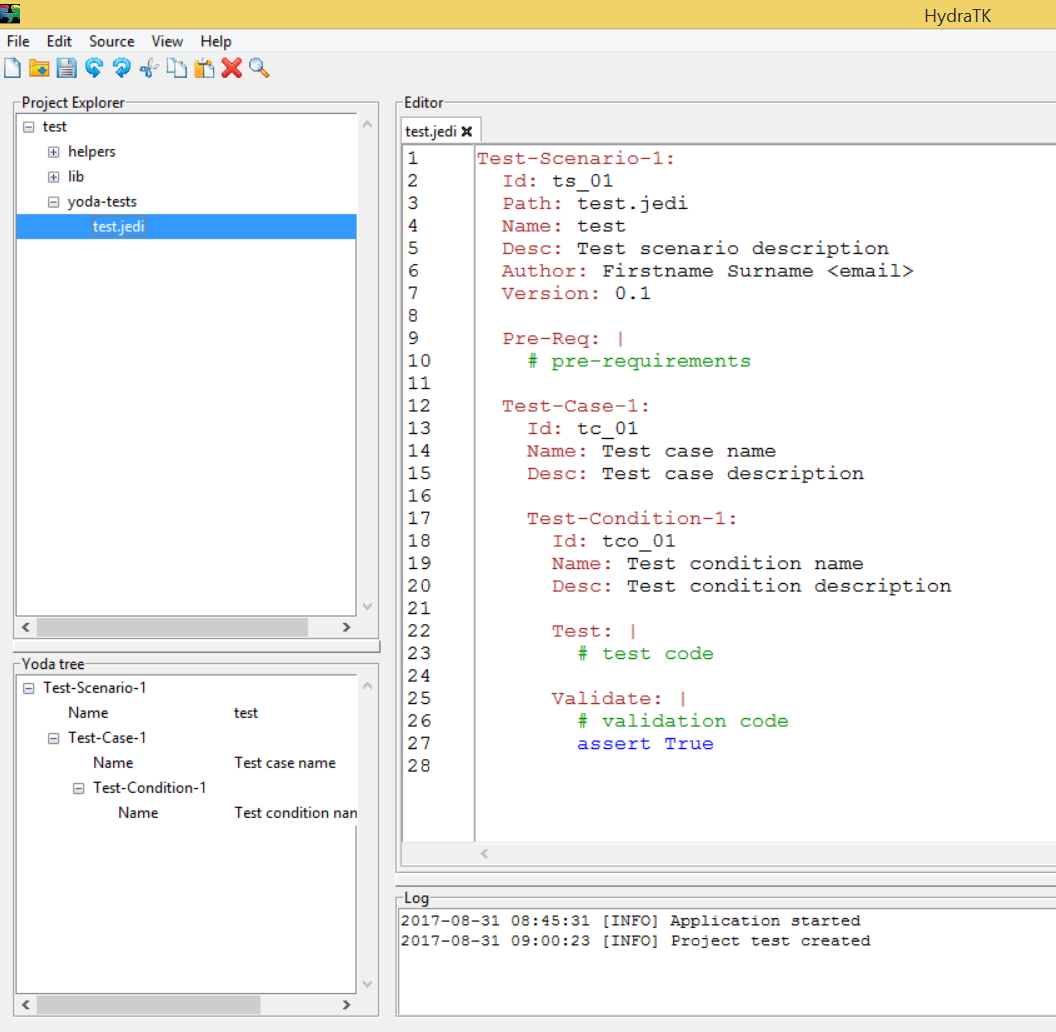 HydraTK
File Edit Source View Help
Project Explorer
test
helpers
lib
yoda-tests
test.jedi
Yoda tree
Test-Scenario-1
Name test
Test-Case-1
Name Test case name
Test-Condition-1
Name Test condition nan
Editor
test.jedi
1 Test-Scenario-1:
2 Id: ts_01
3 Path: test.jedi
4 Name: test
5 Desc: Test scenario description
6 Author: Firstname Surname <email>
7 Version: 0.1
8
9 Pre-Req: |
10 # pre-requirements
11
12 Test-Case-1:
13 Id: tc_01
14 Name: Test case name
15 Desc: Test case description
16
17 Test-Condition-1:
18 Id: tco_01
19 Name: Test condition name
20 Desc: Test condition description
21
22 Test: |
23 # test code
24
25 Validate: |
26 # validation code
27 assert True
28
Log
2017-08-31 08:45:31 [INFO] Application started
2017-08-31 09:00:23 [INFO] Project test created